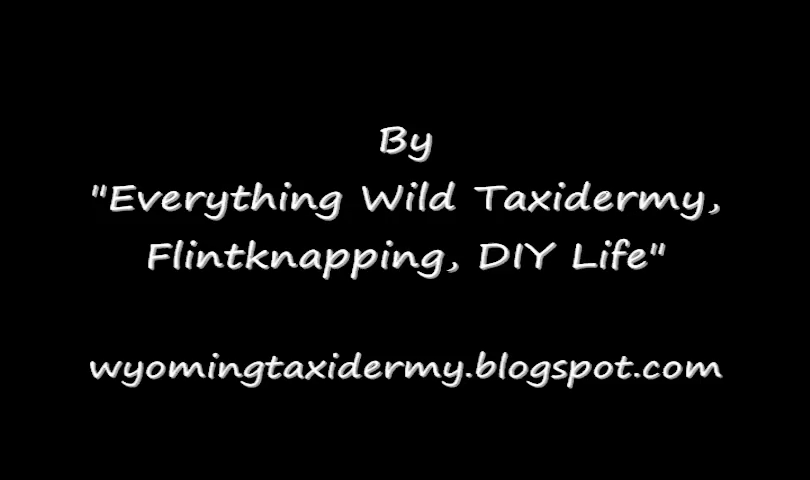 By
"Everything Wild Taxidermy,
Flintknapping, DIY Life"
wyomingtaxidermy.blogspot.com